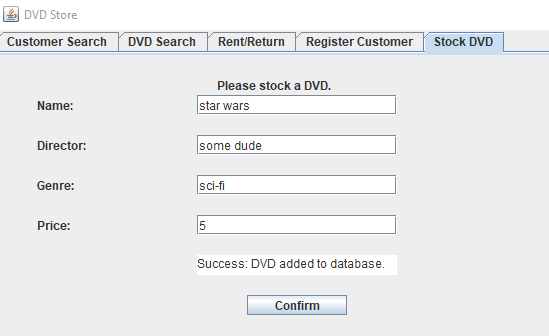 DVD Store
Customer Search DVD Search Rent/Return Register Customer Stock DVD
Please stock a DVD.
Name: star wars
Director: some dude
Genre: sci-fi
Price: 5
Success: DVD added to database.
Confirm